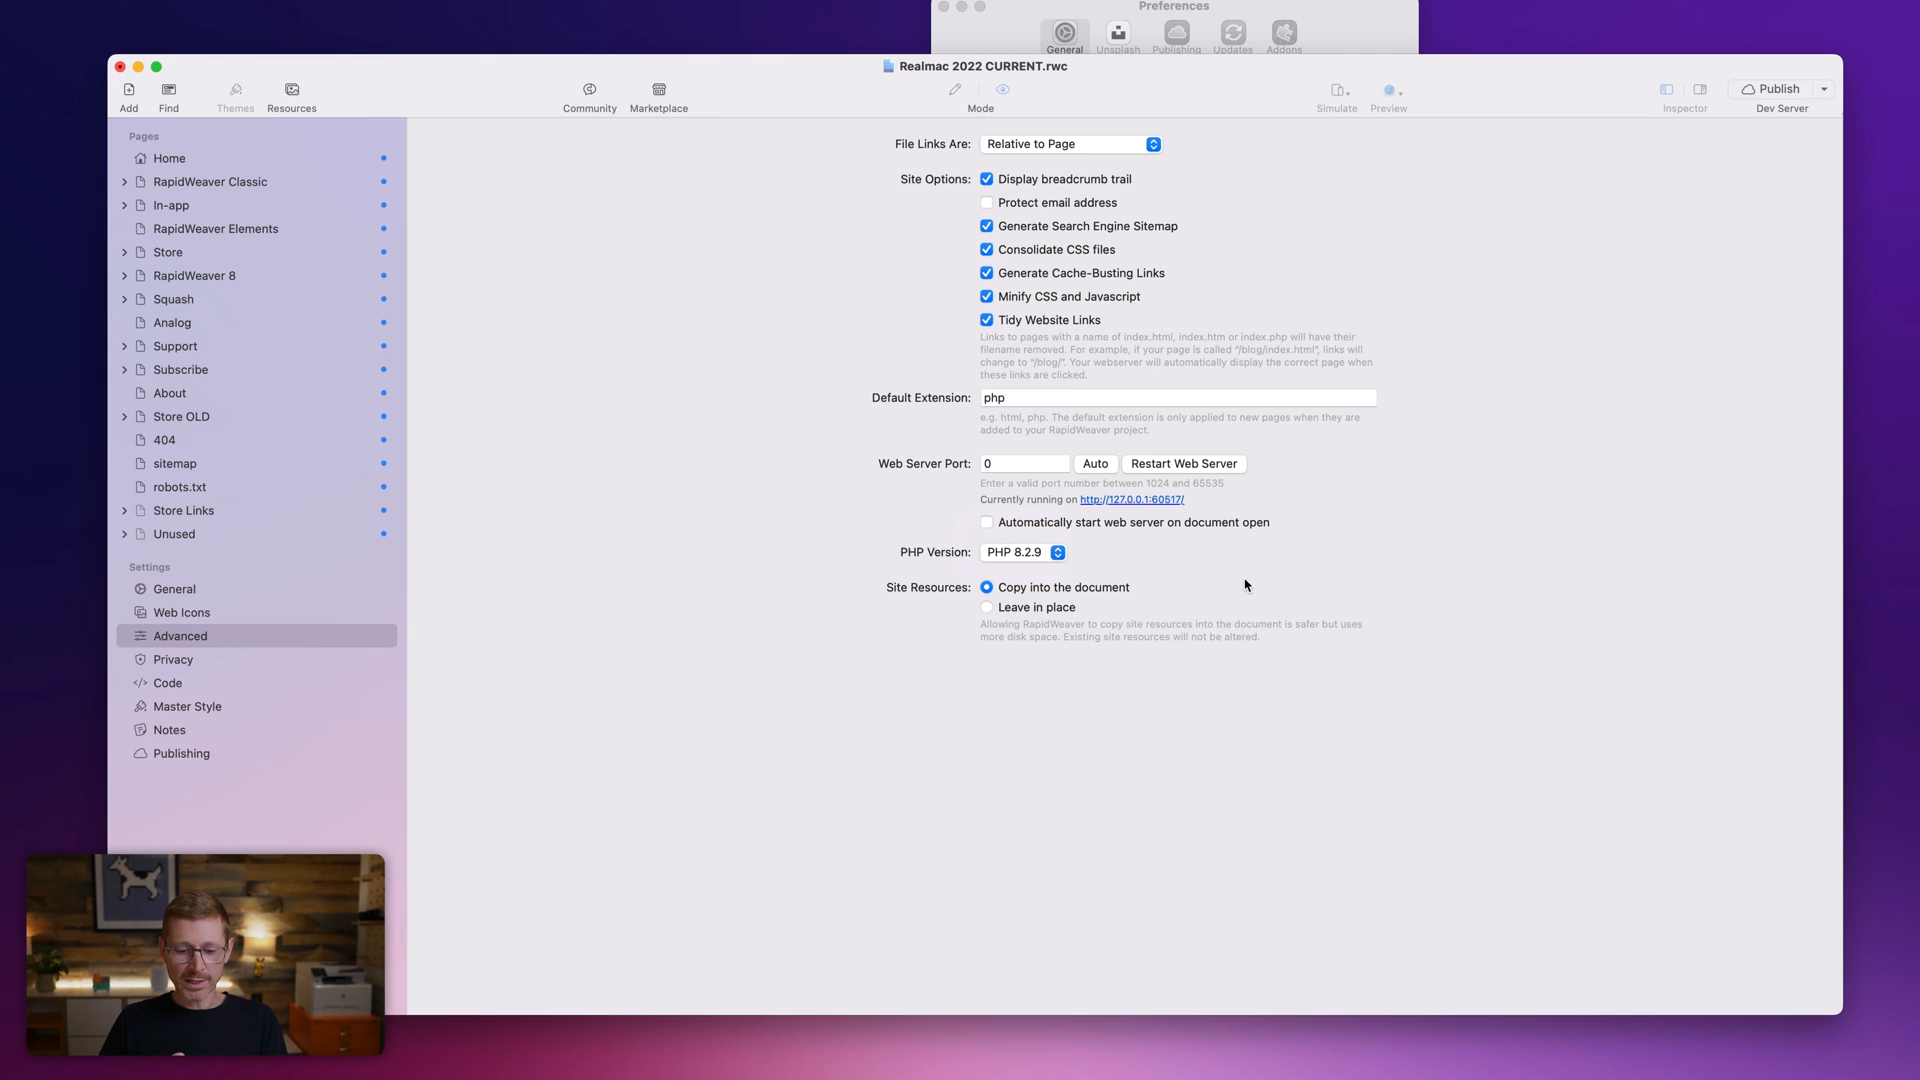 Preferences
General
Unsplash
Publishing
Updates
Addons
Realmac 2022 CURRENT.rwc
Add
Find
Themes
Resources
Community
Marketplace
Mode
Simulate
Preview
Inspector
Publish
Dev Server
Pages
Home
RapidWeaver Classic
In-app
RapidWeaver Elements
Store
RapidWeaver 8
Squash
Analog
Support
Subscribe
About
Store OLD
404
sitemap
robots.txt
Store Links
Unused
Settings
General
Web Icons
Advanced
Privacy
Code
Master Style
Notes
Publishing
File Links Are: Relative to Page
Site Options: Display breadcrumb trail
Protect email address
Generate Search Engine Sitemap
Consolidate CSS files
Generate Cache-Busting Links
Minify CSS and Javascript
Tidy Website Links
Links to pages with a name of index.html, index.htm or index.php will have their
filename removed. For example, if your page is called "/blog/index.html", links will
change to "/blog/". Your webserver will automatically display the correct page when
these links are clicked.
Default Extension: php
e.g. html, php. The default extension is only applied to new pages when they are
added to your RapidWeaver project.
Web Server Port: 0 Auto Restart Web Server
Enter a valid port number between 1024 and 65535
Currently running on http://127.0.0.1:60517/
Automatically start web server on document open
PHP Version: PHP 8.2.9
Site Resources: Copy into the document
Leave in place
Allowing RapidWeaver to copy site resources into the document is safer but uses
more disk space. Existing site resources will not be altered.